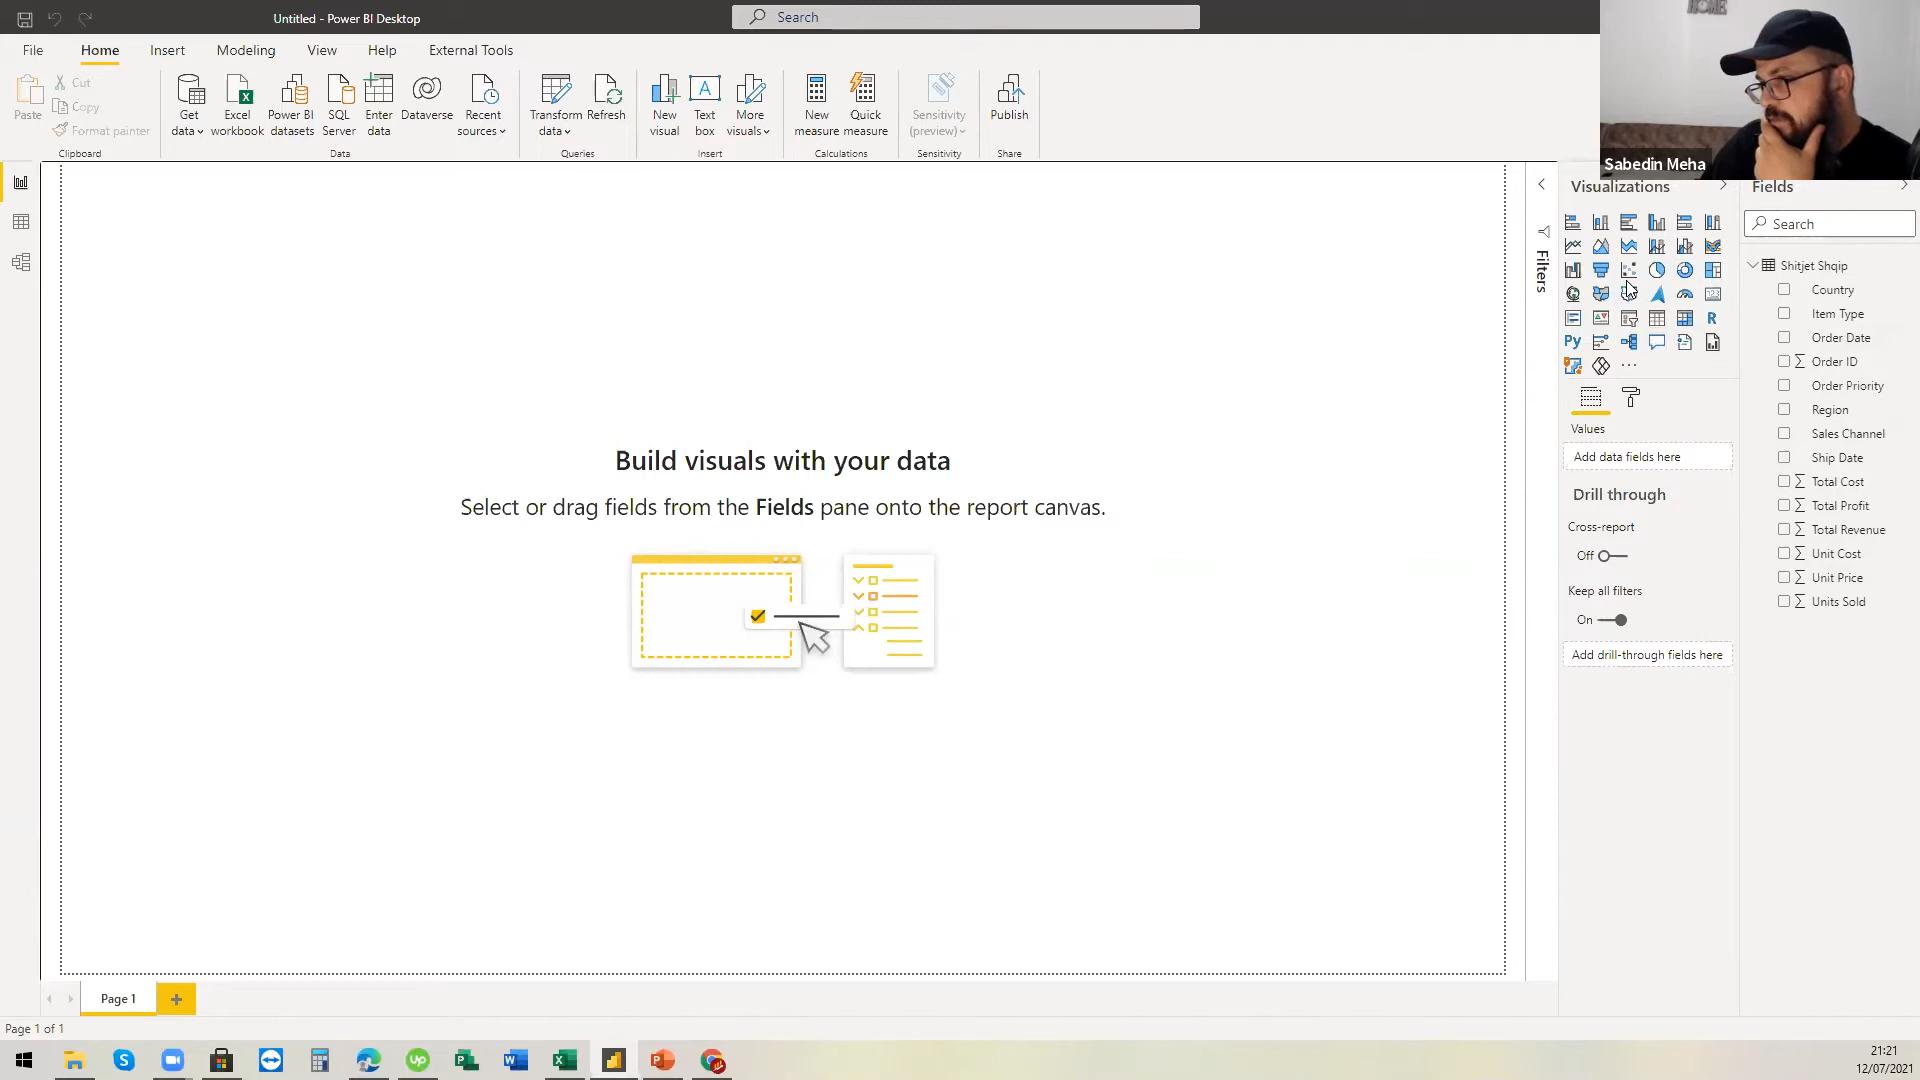 Untitled - Power BI Desktop
Search
File
Home
Insert
Modeling
View
Help
External Tools
Paste
Cut
Copy
Format painter
Clipboard
Get data
Excel workbook
Power BI datasets
SQL Server
Enter data
Dataverse
Recent sources
Data
Transform data
Refresh
Queries
New visual
Text box
More visuals
Insert
New measure
Quick measure
Calculations
Sensitivity (preview)
Sensitivity
Publish
Share
HOME
Sabedin Meha
Build visuals with your data
Select or drag fields from the Fields pane onto the report canvas.
Filters
Visualizations
R
Py
Values
Add data fields here
Drill through
Cross-report
Off
Keep all filters
On
Add drill-through fields here
Fields
Search
Shitjet Shqip
Country
Item Type
Order Date
Order ID
Order Priority
Region
Sales Channel
Ship Date
Total Cost
Total Profit
Total Revenue
Unit Cost
Unit Price
Units Sold
Page 1
Page 1 of 1
21:21
12/07/2021